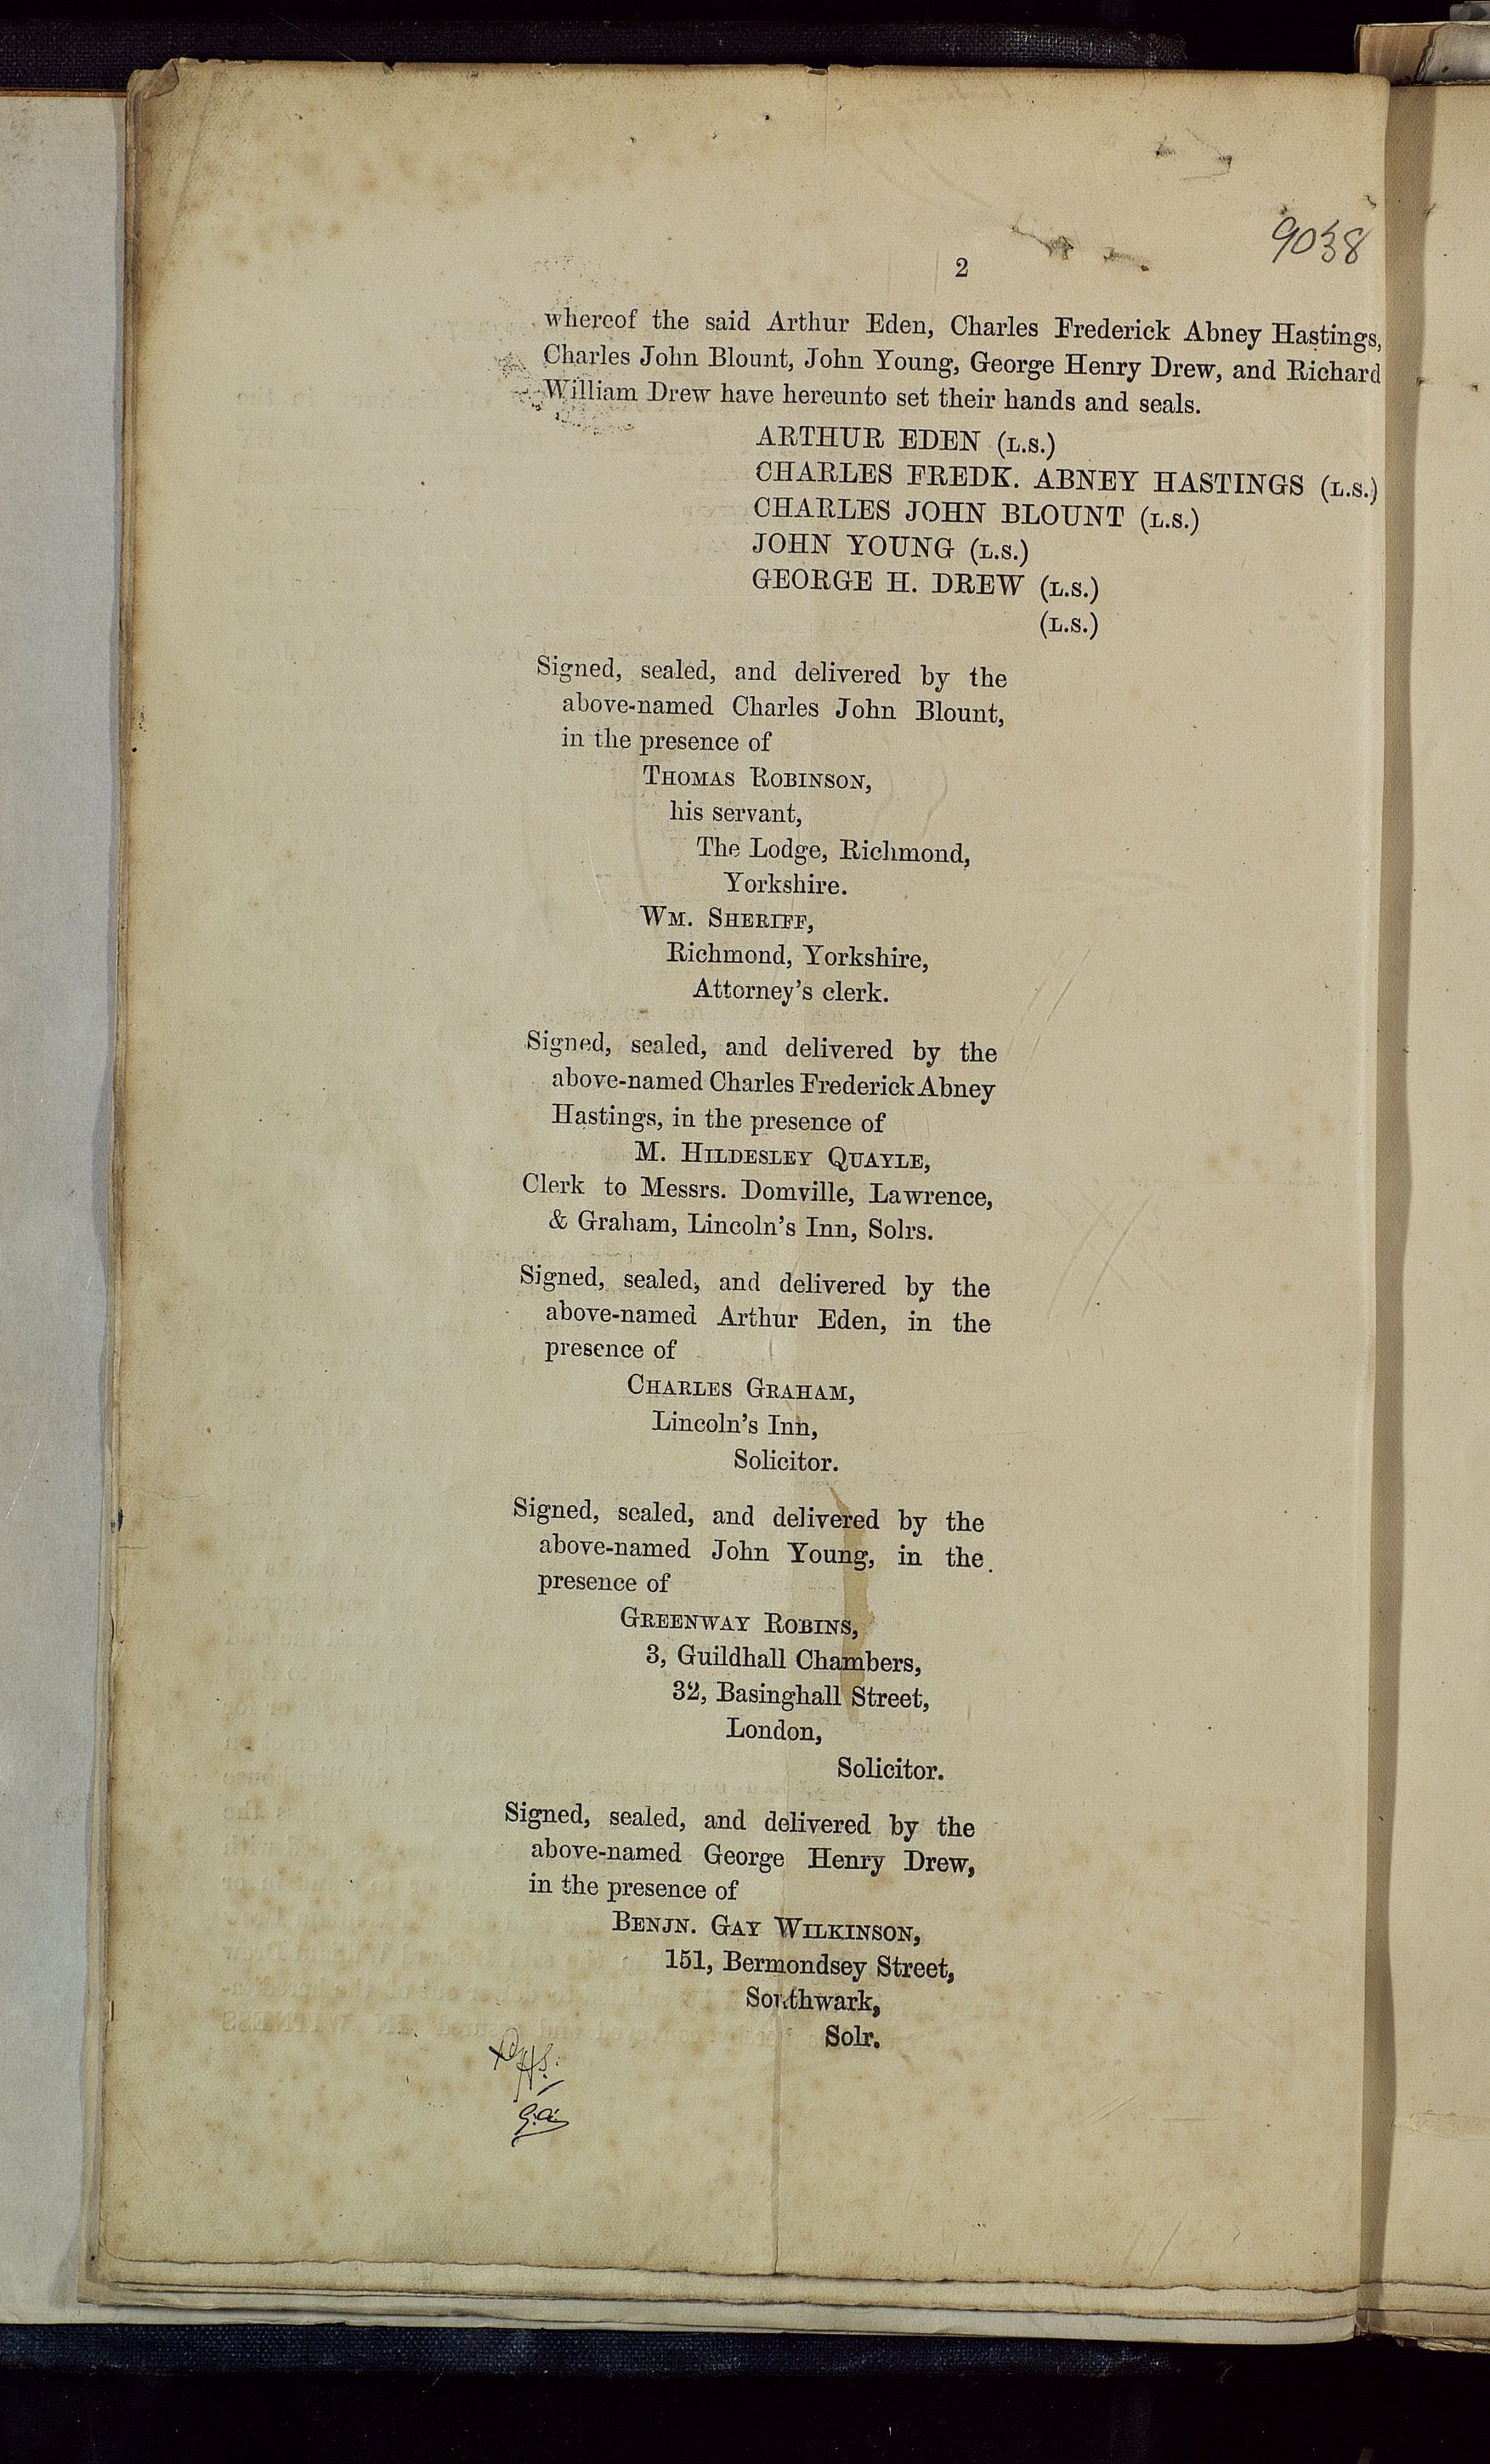 9038
2
whereof the said Arthur Eden, Charles Frederick Abney Hastings,
Charles John Blount, John Young, George Henry Drew, and Richard
William Drew have hereunto set their hands and seals.
ARTHUR EDEN (L.S.)
CHARLES FREDK. ABNEY HASTINGS (L.S.)
CHARLES JOHN BLOUNT (L.S.)
JOHN YOUNG (L.S.)
GEORGE H. DREW (L.S.)
(L.S.)
Signed, sealed, and delivered by the
above-named Charles John Blount,
in the presence of
THOMAS ROBINSON,
his servant,
The Lodge, Richmond,
Yorkshire.
WM. SHERIFF,
Richmond, Yorkshire,
Attorney's clerk.
Signed, sealed, and delivered by the
above-named Charles Frederick Abney
Hastings, in the presence of
M. HILDESLEY QUAYLE,
Clerk to Messrs. Domville, Lawrence,
& Graham, Lincoln's Inn, Solrs.
Signed, sealed, and delivered by the
above-named Arthur Eden, in the
presence of
CHARLES GRAHAM,
Lincoln's Inn,
Solicitor.
Signed, sealed, and delivered by the
above-named John Young, in the
presence of
GREENWAY ROBINS,
3, Guildhall Chambers,
32, Basinghall Street,
London,
Solicitor.
Signed, sealed, and delivered by the
above-named George Henry Drew,
in the presence of
BENJN. GAY WILKINSON,
151, Bermondsey Street,
Southwark,
Solr.